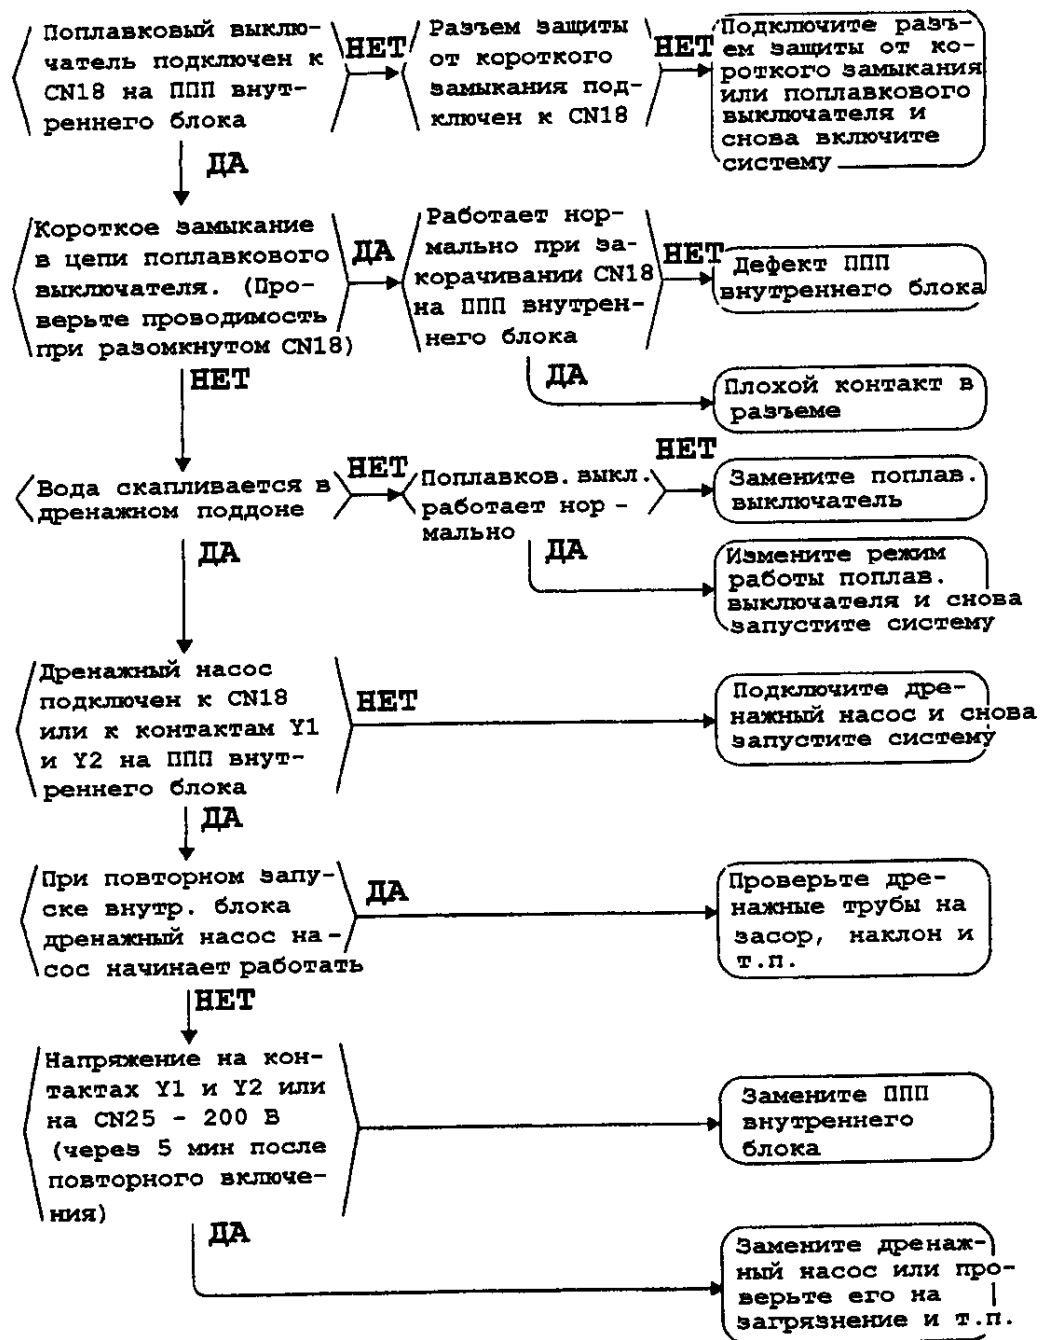 Поплавковый выклю-
чатель подключен к
CN18 на ППП внут-
реннего блока
НЕТ
Разъем защиты
от короткого
замыкания под-
ключен к CN18
НЕТ
Подключите разъ-
ем защиты от ко-
роткого замыкания
или поплавкового
выключателя и
снова включите
систему
ДА
Короткое замыкание
в цепи поплавкового
выключателя. (Про-
верьте проводимость
при разомкнутом CN18)
ДА
Работает нор-
мально при за-
корачивании CN18
на ППП внутрен-
него блока
НЕТ
Дефект ППП
внутреннего блока
ДА
Плохой контакт в
разъеме
НЕТ
Вода скапливается в
дренажном поддоне
НЕТ
Поплавков. выкл.
работает нор-
мально
НЕТ
Замените поплав.
выключатель
ДА
Измените режим
работы поплав.
выключателя и снова
запустите систему
ДА
Дренажный насос
подключен к CN18
или к контактам Y1
и Y2 на ППП внут-
реннего блока
НЕТ
Подключите дре-
нажный насос и снова
запустите систему
ДА
При повторном запу-
ске внутр. блока
дренажный насос на-
сос начинает работать
ДА
Проверьте дре-
нажные трубы на
засор, наклон и
т.п.
НЕТ
Напряжение на кон-
тактах Y1 и Y2 или
на CN25 - 200 В
(через 5 мин после
повторного включе-
ния)
Замените ППП
внутреннего
блока
ДА
Замените дренаж-
ный насос или про-
верьте его на
загрязнение и т.п.